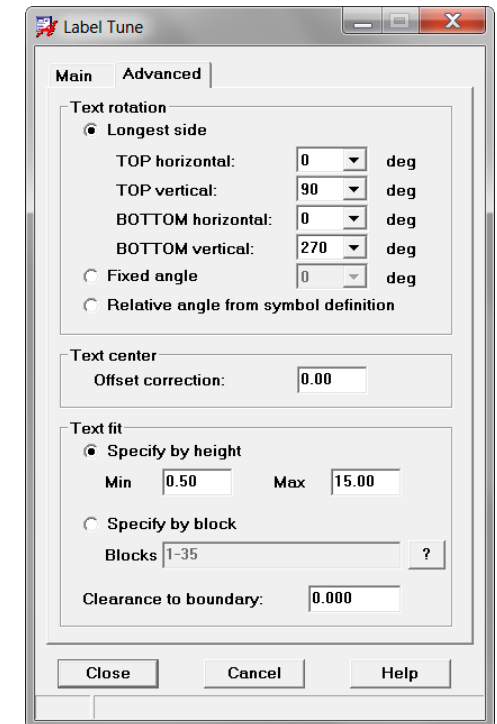 Label Tune
Main Advanced
Text rotation
Longest side
TOP horizontal: 0 deg
TOP vertical: 90 deg
BOTTOM horizontal: 0 deg
BOTTOM vertical: 270 deg
Fixed angle 0 deg
Relative angle from symbol definition
Text center
Offset correction: 0.00
Text fit
Specify by height
Min 0.50 Max 15.00
Specify by block
Blocks 1-35 ?
Clearance to boundary: 0.000
Close Cancel Help